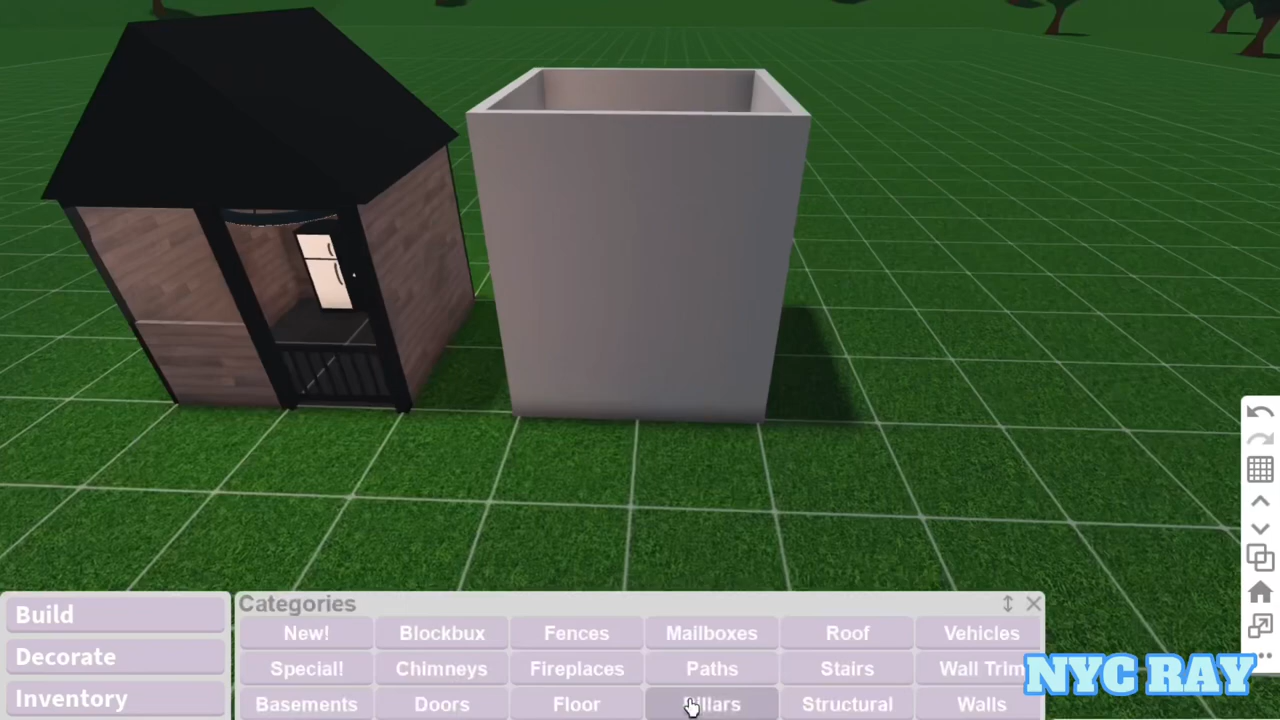 Build
Decorate
Inventory
Categories
New! Blockbux Fences Mailboxes Roof Vehicles
Special! Chimneys Fireplaces Paths Stairs Wall Trim
Basements Doors Floor Pillars Structural Walls
NYC RAY